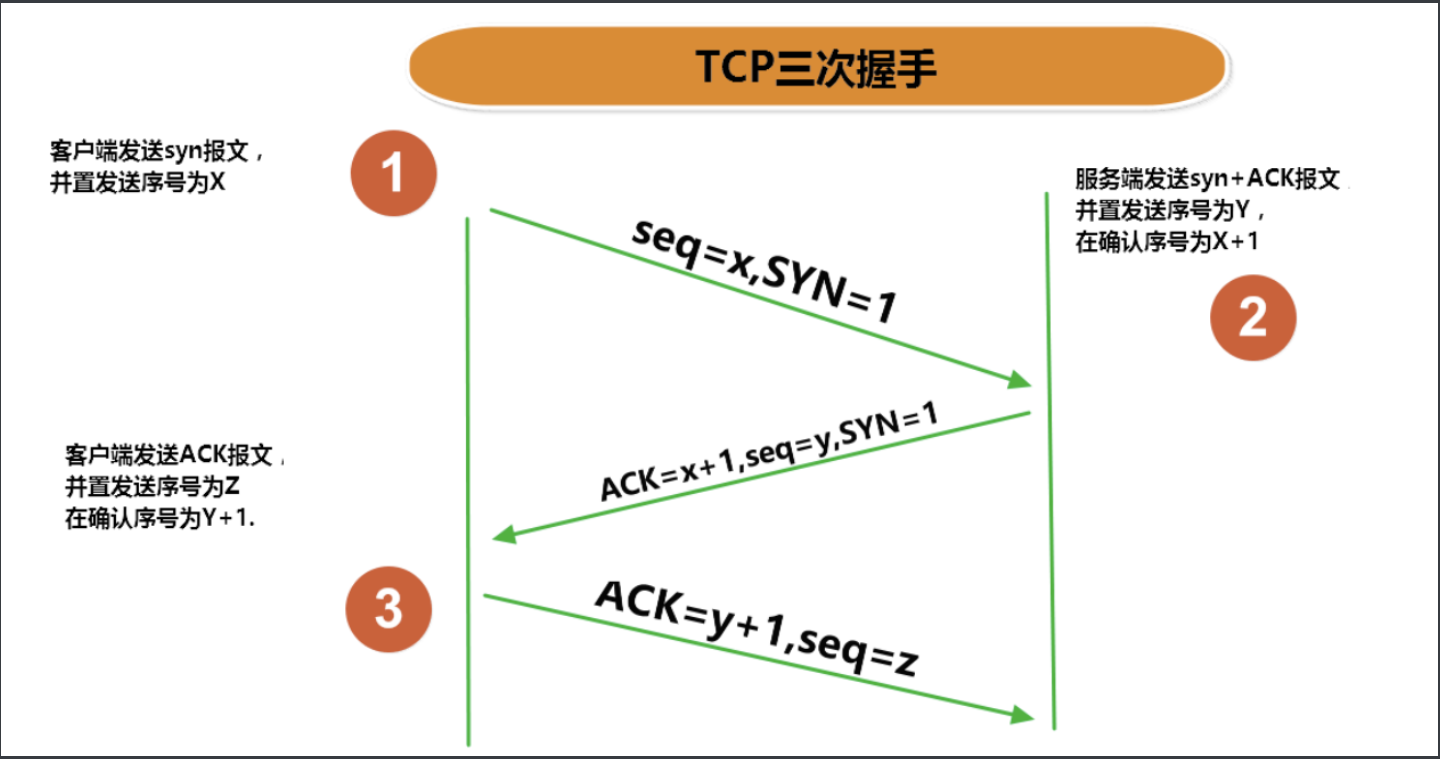 TCP三次握手
客户端发送syn报文，
并置发送序号为X
1
服务端发送syn+ACK报文
并置发送序号为Y，
在确认序号为X+1
2
seq=x,SYN=1
ACK=x+1,seq=y,SYN=1
客户端发送ACK报文，
并置发送序号为Z
在确认序号为Y+1.
3
ACK=y+1,seq=z